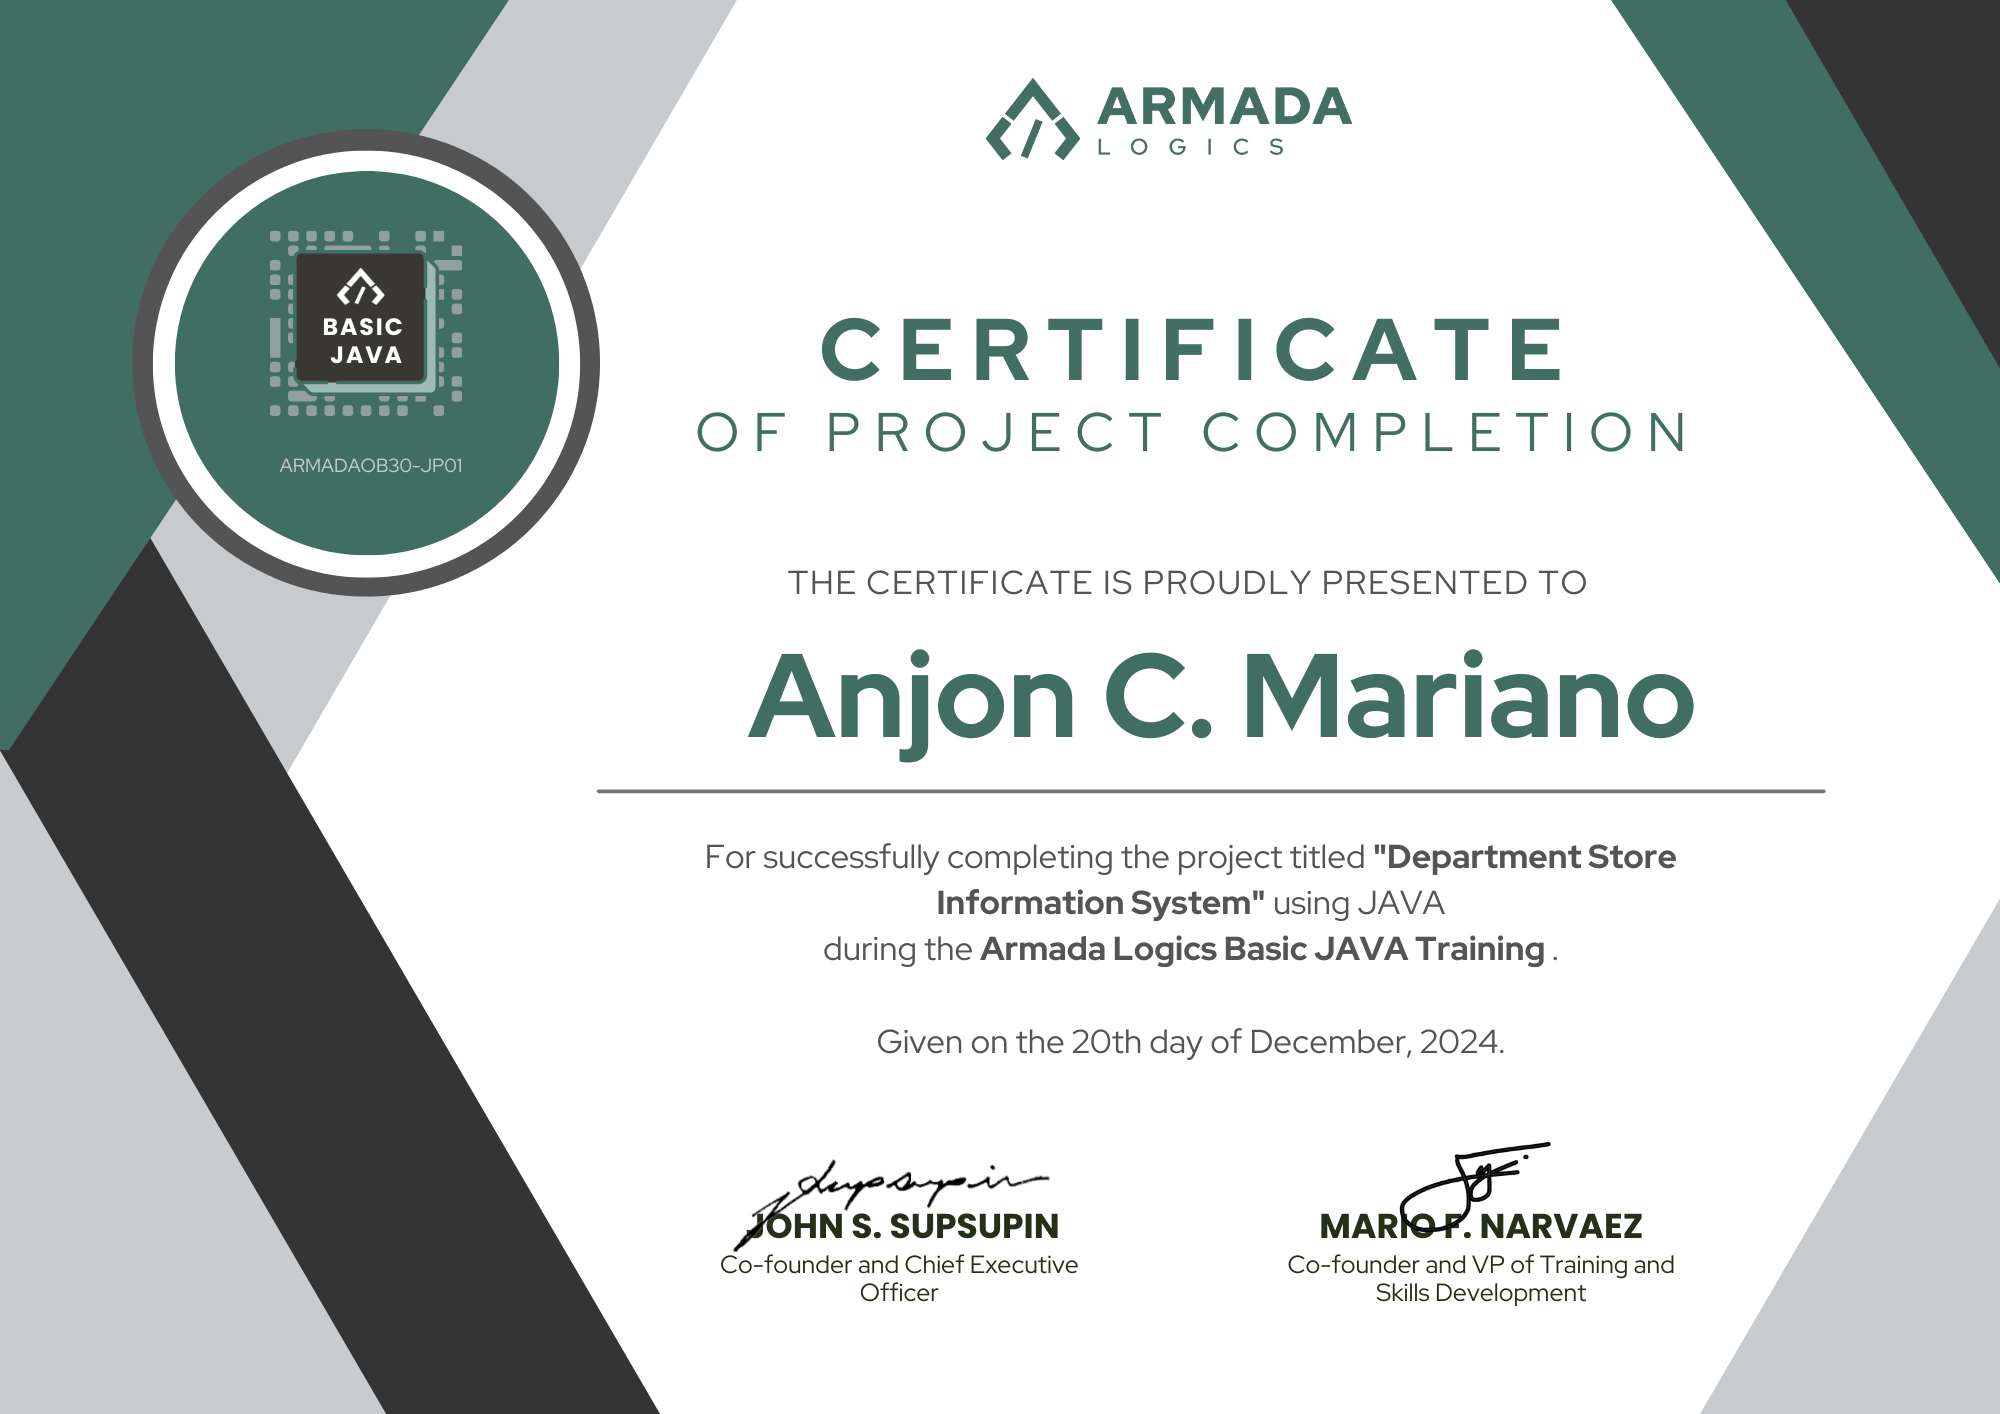 ARMADA
LOGICS
BASIC
JAVA
ARMADAOB30-JP01
CERTIFICATE
OF PROJECT COMPLETION
THE CERTIFICATE IS PROUDLY PRESENTED TO
Anjon C. Mariano
For successfully completing the project titled "Department Store
Information System" using JAVA
during the Armada Logics Basic JAVA Training .
Given on the 20th day of December, 2024.
JOHN S. SUPSUPIN
Co-founder and Chief Executive
Officer
MARIO F. NARVAEZ
Co-founder and VP of Training and
Skills Development